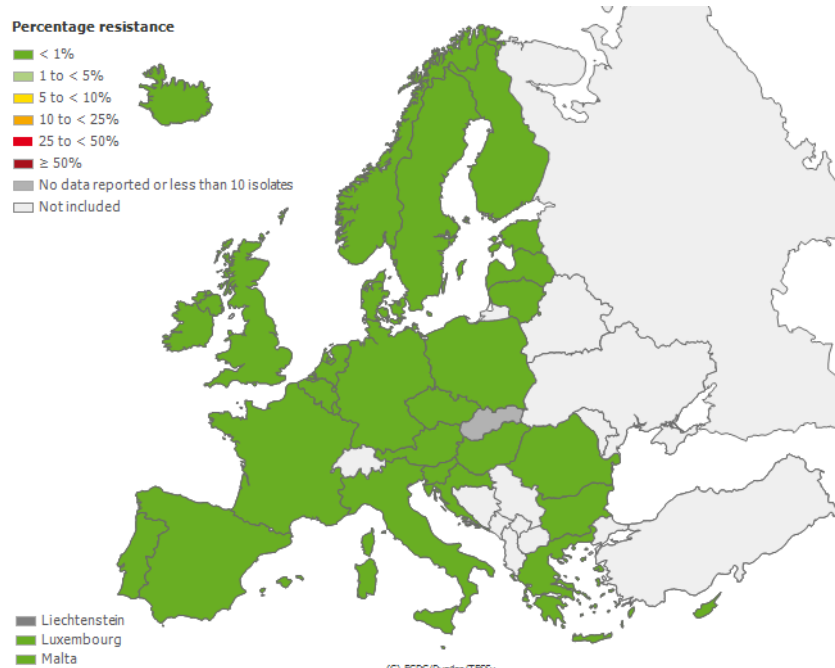 Percentage resistance
< 1%
1 to < 5%
5 to < 10%
10 to < 25%
25 to < 50%
≥ 50%
No data reported or less than 10 isolates
Not included
Liechtenstein
Luxembourg
Malta